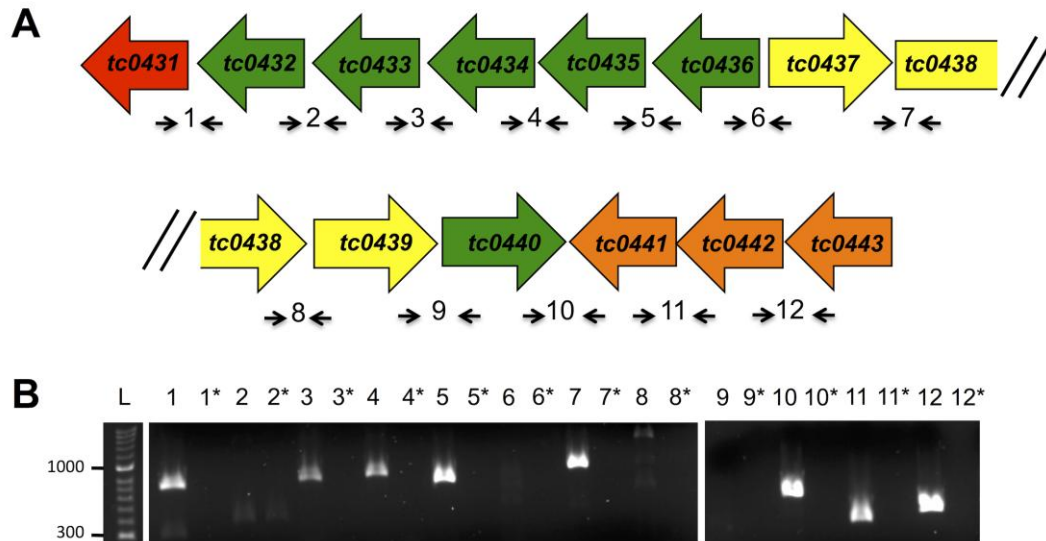 A
tc0431 tc0432 tc0433 tc0434 tc0435 tc0436 tc0437 tc0438
1 2 3 4 5 6 7
tc0438 tc0439 tc0440 tc0441 tc0442 tc0443
8 9 10 11 12
B
L 1 1* 2 2* 3 3* 4 4* 5 5* 6 6* 7 7* 8 8* 9 9* 10 10* 11 11* 12 12*
1000
300